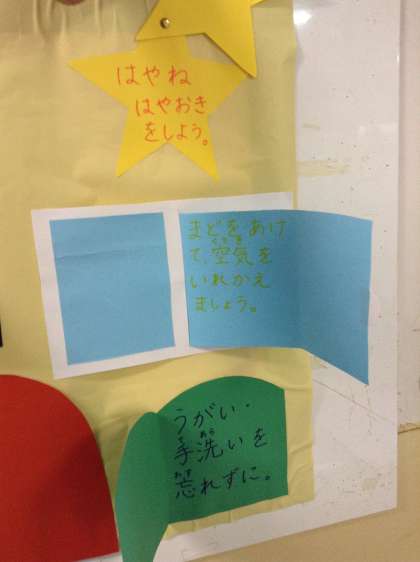 はやね
はやおき
をしよう。
まどをあけ
て、空気を
いれかえ
ましょう。
うがい・
手洗いを
忘れずに。